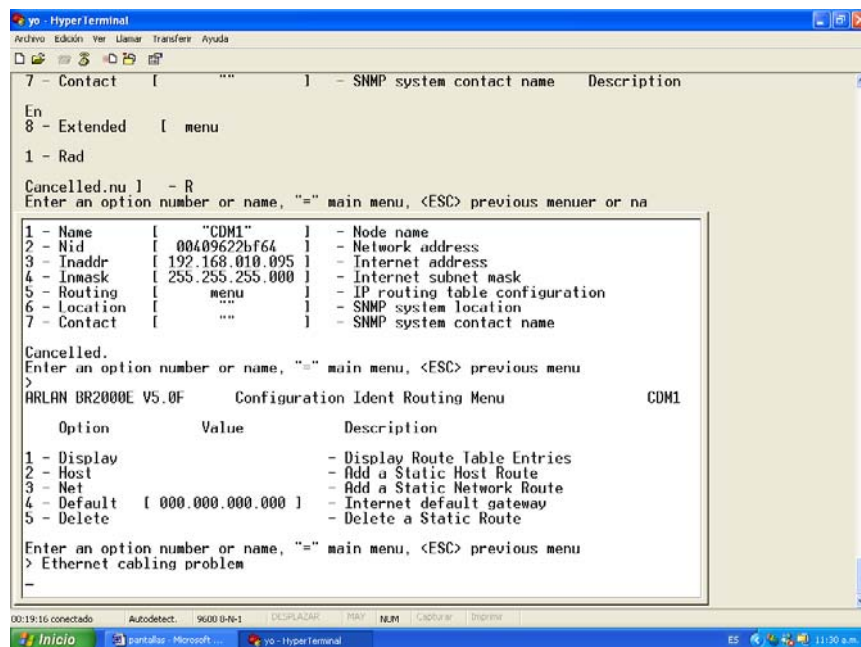 yo - HyperTerminal
Archivo Edición Ver Llamar Transferir Ayuda
7 - Contact [ "" ] - SNMP system contact name Description
En
8 - Extended [ menu
1 - Rad
Cancelled.nu ] - R
Enter an option number or name, "=" main menu, <ESC> previous menuer or na
1 - Name [ "CDM1" ] - Node name
2 - Nid [ 00409622bf64 ] - Network address
3 - Inaddr [ 192.168.010.095 ] - Internet address
4 - Inmask [ 255.255.255.000 ] - Internet subnet mask
5 - Routing [ menu ] - IP routing table configuration
6 - Location [ "" ] - SNMP system location
7 - Contact [ "" ] - SNMP system contact name
Cancelled.
Enter an option number or name, "=" main menu, <ESC> previous menu
>
ARLAN BR2000E V5.0F Configuration Ident Routing Menu CDM1
Option Value Description
1 - Display - Display Route Table Entries
2 - Host - Add a Static Host Route
3 - Net - Add a Static Network Route
4 - Default [ 000.000.000.000 ] - Internet default gateway
5 - Delete - Delete a Static Route
Enter an option number or name, "=" main menu, <ESC> previous menu
> Ethernet cabling problem
_
00:19:16 conectado Autodetect. 9600 8-N-1 DESPLAZAR MAY NUM Capturar Imprimir
Inicio pantallas - Microsoft ... yo - HyperTerminal ES 11:30 a.m.